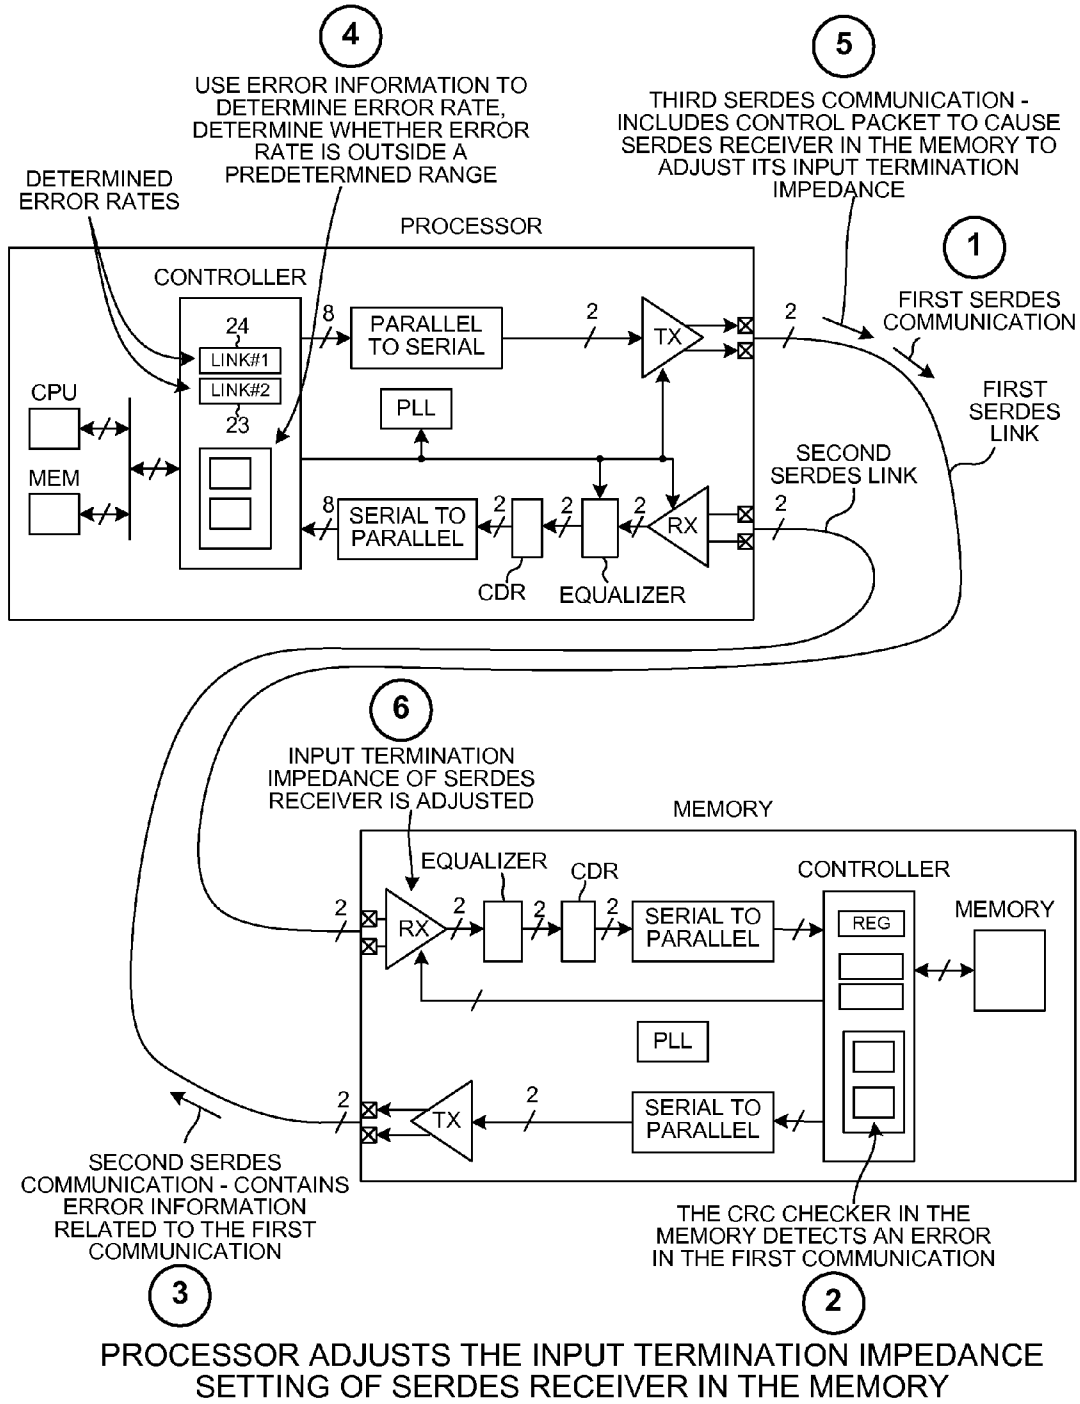 4
USE ERROR INFORMATION TO
DETERMINE ERROR RATE,
DETERMINE WHETHER ERROR
RATE IS OUTSIDE A
PREDETERMNED RANGE
5
THIRD SERDES COMMUNICATION -
INCLUDES CONTROL PACKET TO CAUSE
SERDES RECEIVER IN THE MEMORY TO
ADJUST ITS INPUT TERMINATION
IMPEDANCE
DETERMINED
ERROR RATES
PROCESSOR
1
FIRST SERDES
COMMUNICATION
CONTROLLER
24
LINK#1
LINK#2
23
8
PARALLEL
TO SERIAL
2
TX
2
FIRST
SERDES
LINK
CPU
MEM
PLL
SECOND
SERDES LINK
8
SERIAL TO
PARALLEL
2
2
2
RX
2
CDR
EQUALIZER
6
INPUT TERMINATION
IMPEDANCE OF SERDES
RECEIVER IS ADJUSTED
MEMORY
EQUALIZER
CDR
CONTROLLER
2
RX
2
2
2
SERIAL TO
PARALLEL
REG
MEMORY
PLL
2
TX
2
SERIAL TO
PARALLEL
SECOND SERDES
COMMUNICATION - CONTAINS
ERROR INFORMATION
RELATED TO THE FIRST
COMMUNICATION
3
THE CRC CHECKER IN THE
MEMORY DETECTS AN ERROR
IN THE FIRST COMMUNICATION
2
PROCESSOR ADJUSTS THE INPUT TERMINATION IMPEDANCE
SETTING OF SERDES RECEIVER IN THE MEMORY